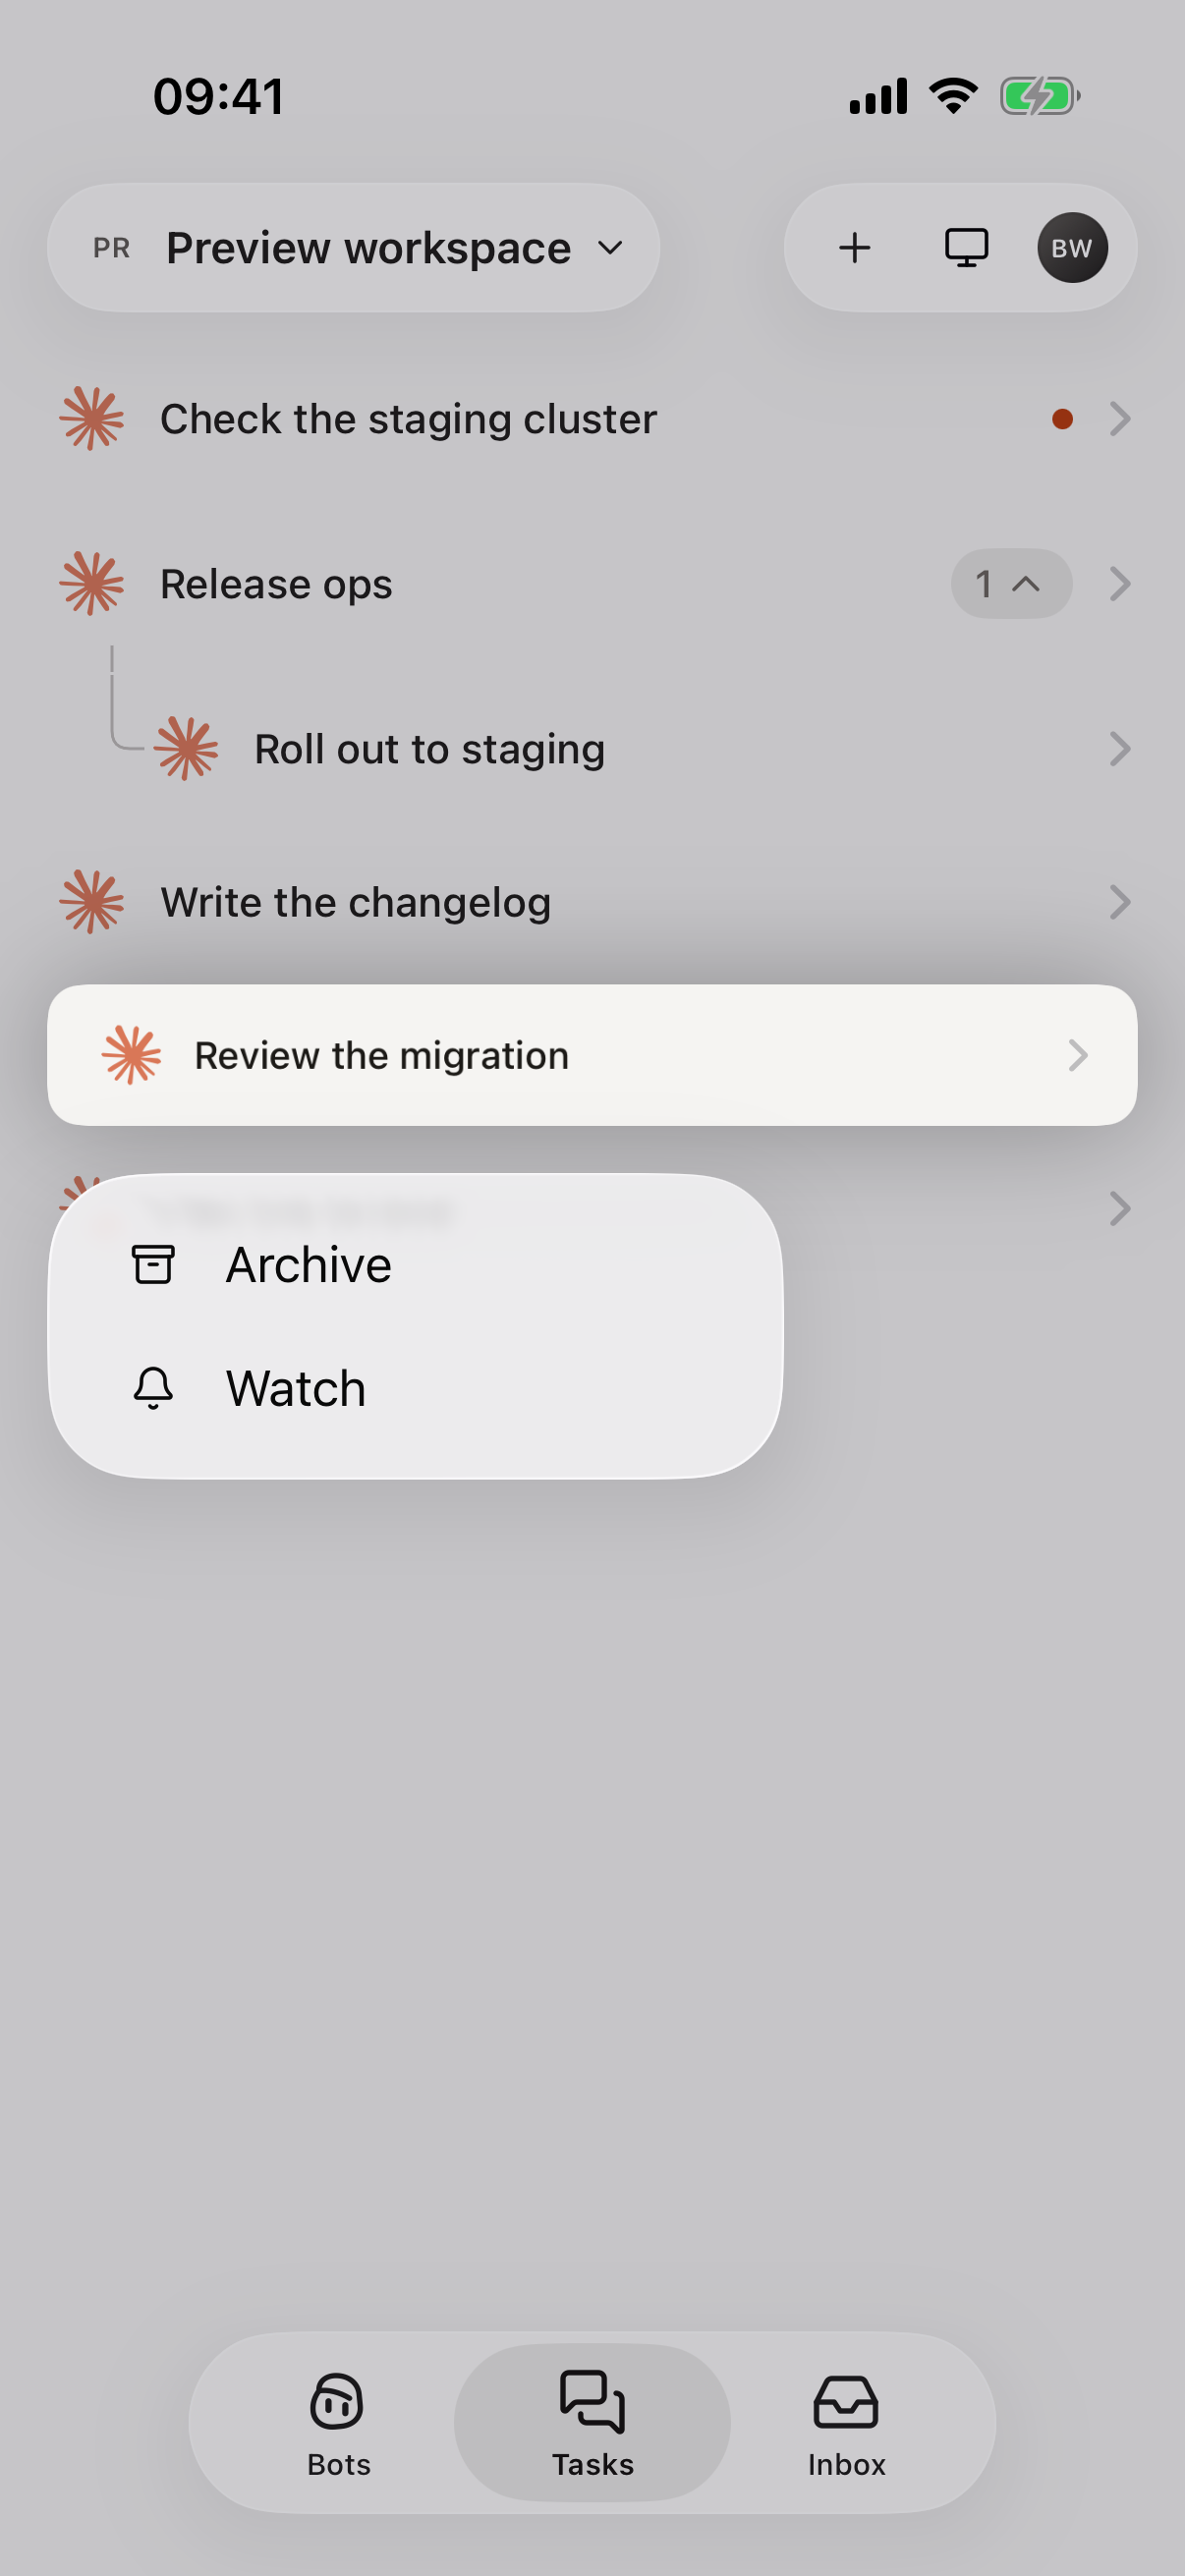 09:41
PR Preview workspace
BW
Check the staging cluster
Release ops
1
Roll out to staging
Write the changelog
Review the migration
Archive
Watch
Bots
Tasks
Inbox